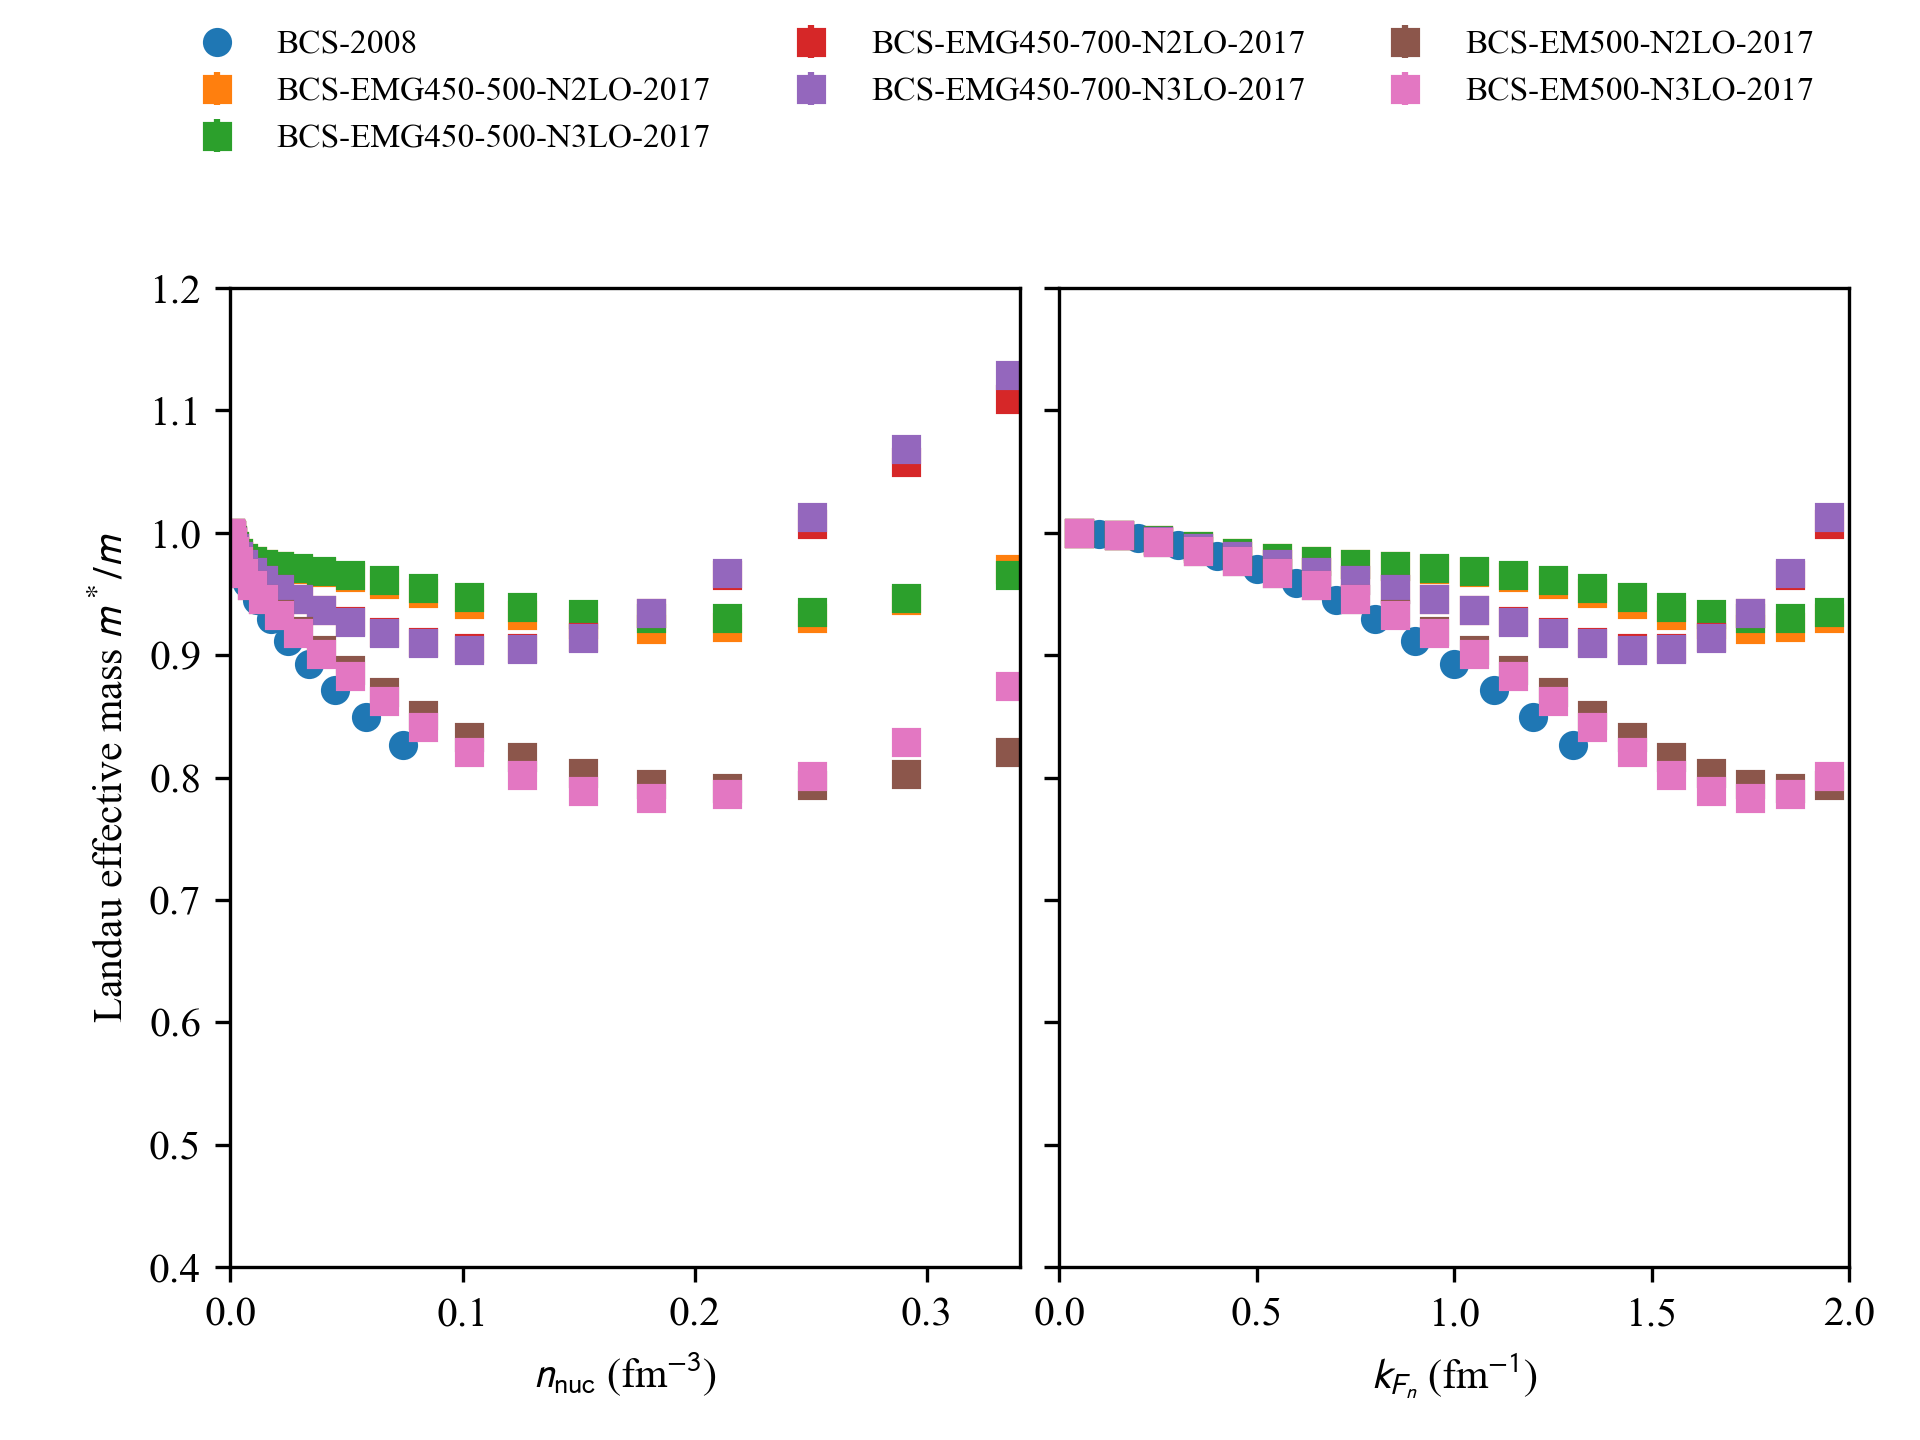 BCS-2008
BCS-EMG450-500-N2LO-2017
BCS-EMG450-500-N3LO-2017
BCS-EMG450-700-N2LO-2017
BCS-EMG450-700-N3LO-2017
BCS-EM500-N2LO-2017
BCS-EM500-N3LO-2017
Landau effective mass m*/m
1.2
1.1
1.0
0.9
0.8
0.7
0.6
0.5
0.4
0.0 0.1 0.2 0.3
n_nuc (fm⁻³)
0.0 0.5 1.0 1.5 2.0
k_{F_n} (fm⁻¹)